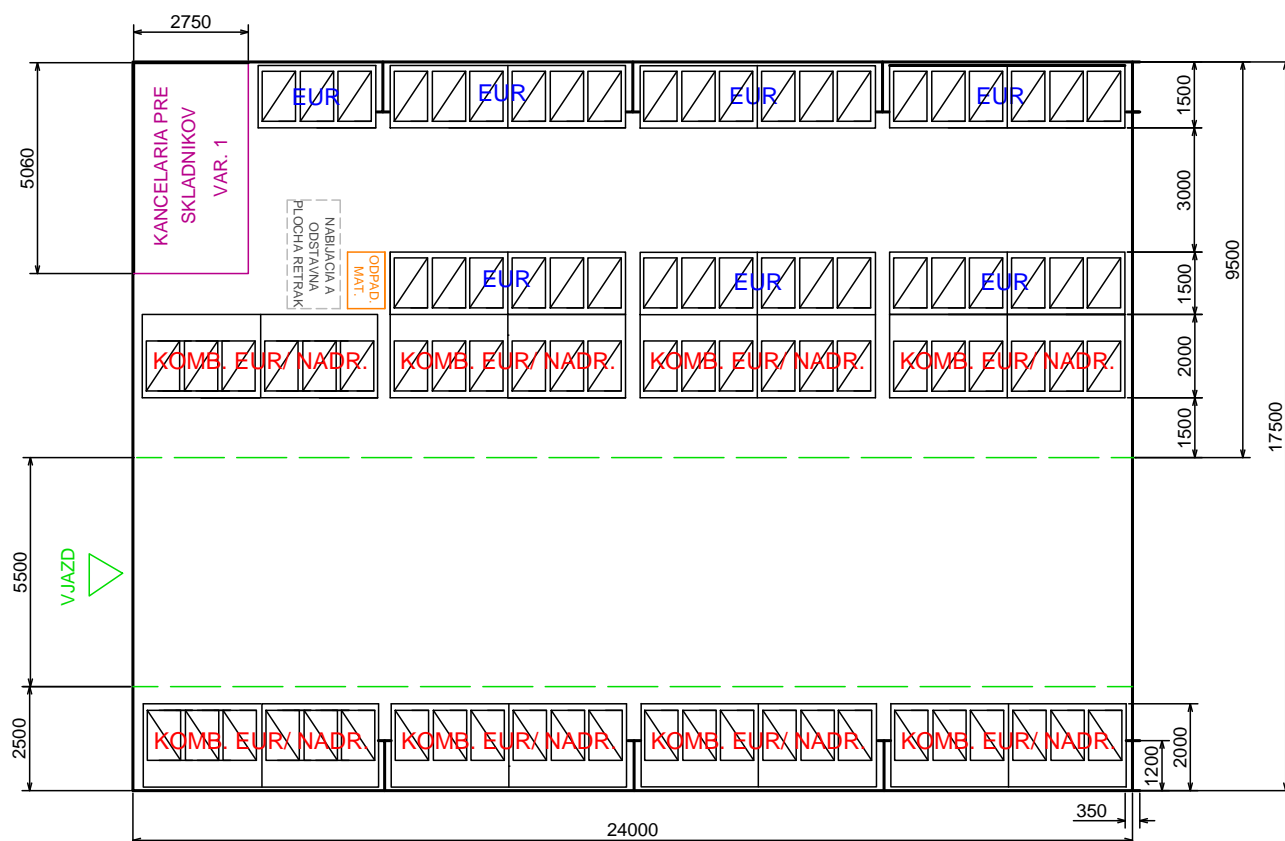 2750
KANCELARIA PRE
SKLADNIKOV
VAR. 1
5060
EUR
EUR
EUR
EUR
1500
3000
9500
17500
NABIJACIA A
ODSTAVNA
PLOCHA RETRAK
ODPAD.
MAT.
EUR
EUR
EUR
1500
KOMB. EUR/ NADR.
KOMB. EUR/ NADR.
KOMB. EUR/ NADR.
KOMB. EUR/ NADR.
2000
1500
5500
VJAZD
2500
KOMB. EUR/ NADR.
KOMB. EUR/ NADR.
KOMB. EUR/ NADR.
KOMB. EUR/ NADR.
1200
2000
350
24000